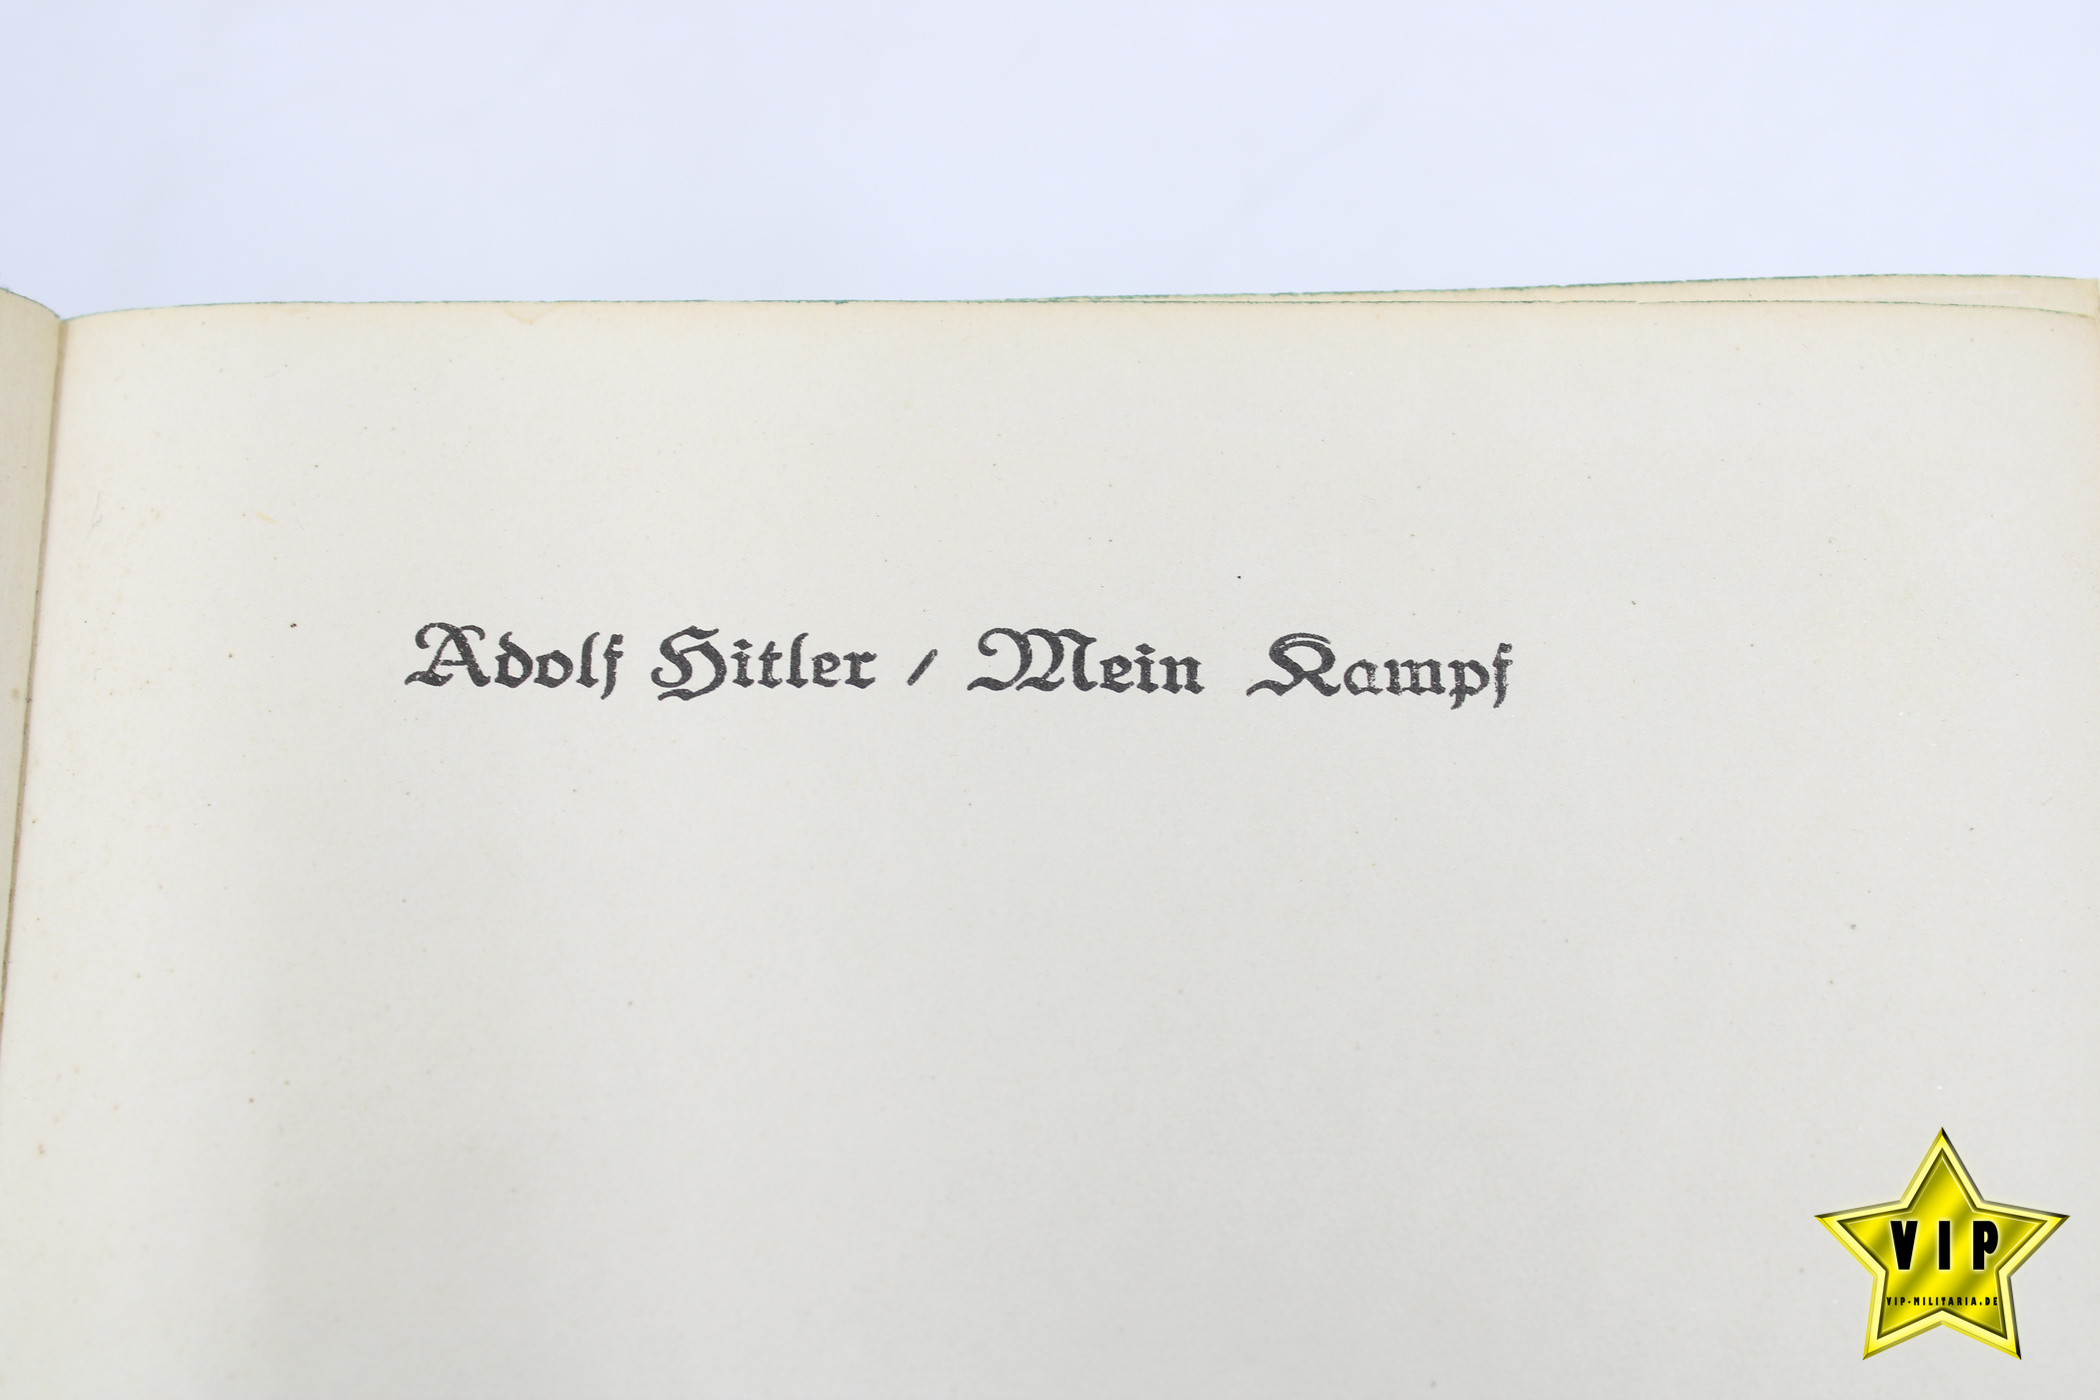 Adolf Hitler / Mein Kampf
VIP
VIP-MILITARIA.DE